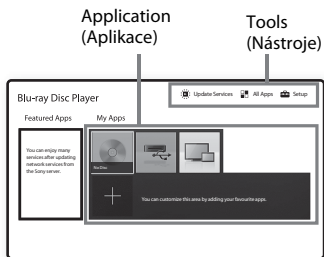 Application
(Aplikace)
Tools
(Nástroje)
Blu-ray Disc Player
Update Services
All Apps
Setup
Featured Apps
My Apps
You can enjoy many
services after updating
network services from
the Sony server.
No Disc
You can customize this area by adding your favourite apps.